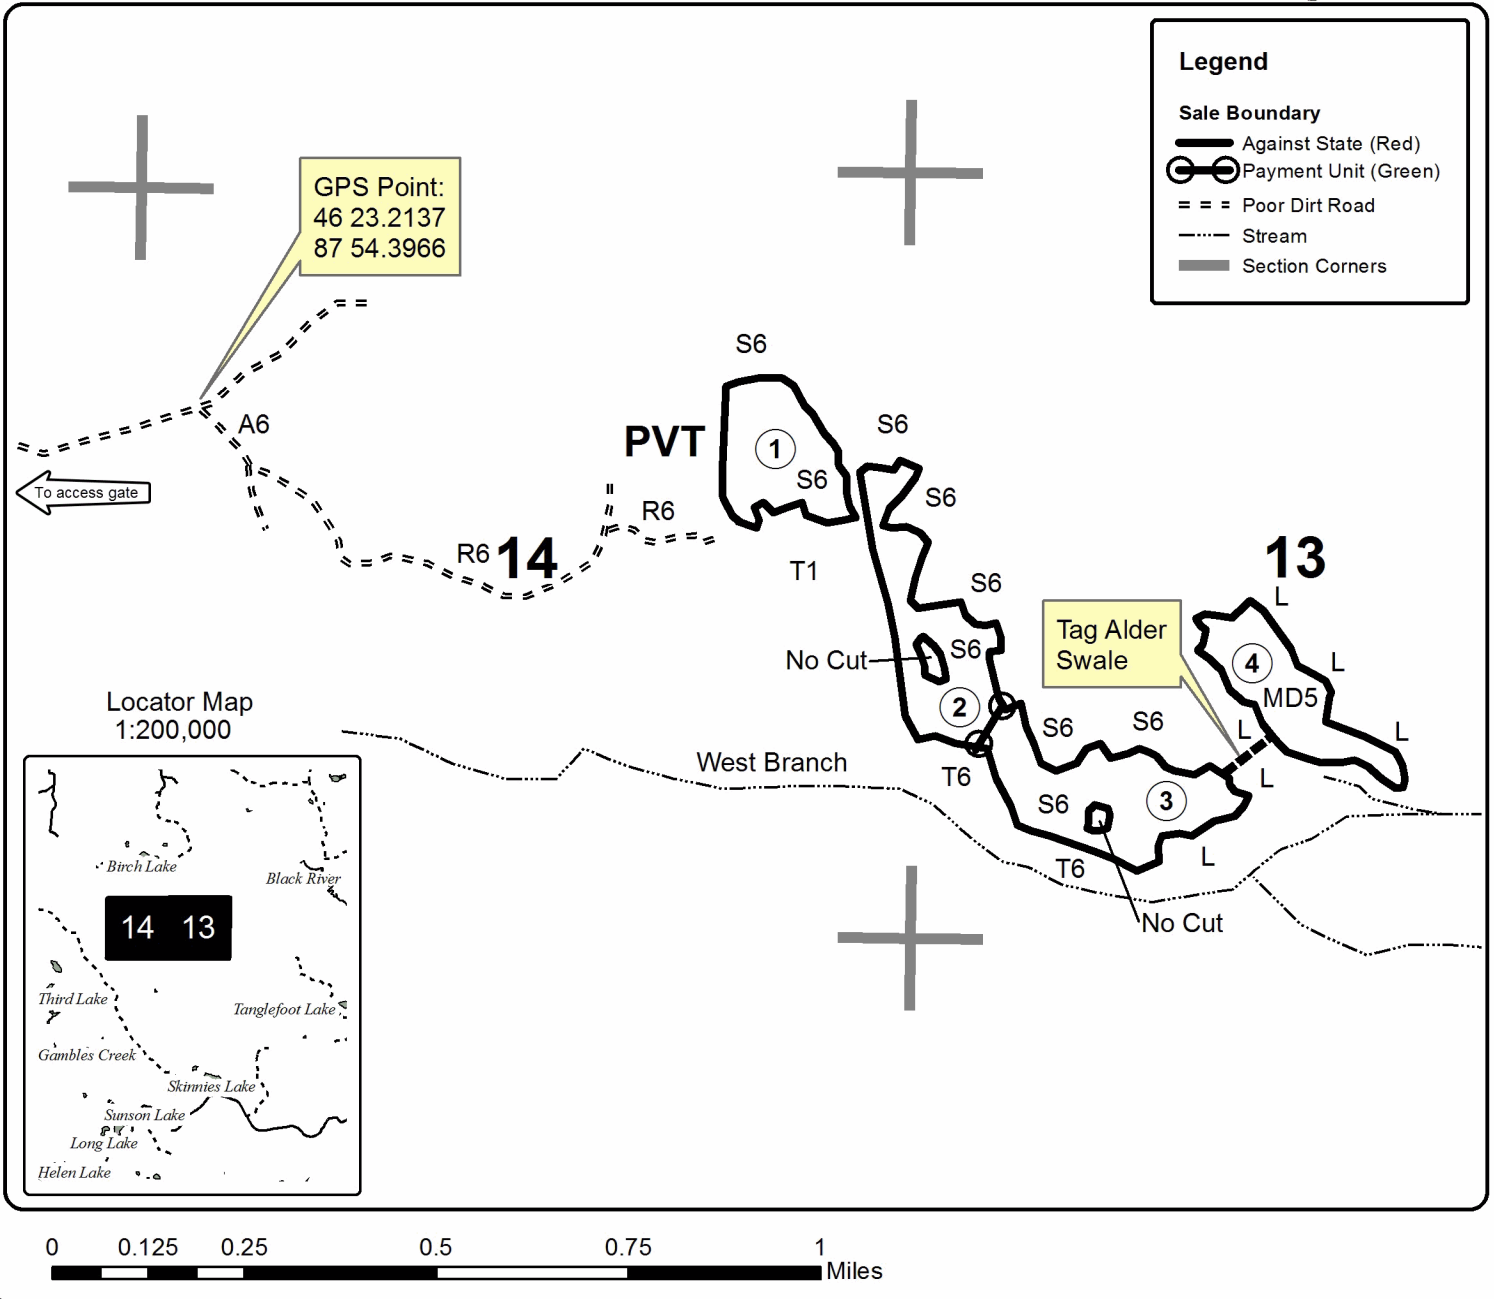 Legend
Sale Boundary
Against State (Red)
Payment Unit (Green)
Poor Dirt Road
Stream
Section Corners
GPS Point:
46 23.2137
87 54.3966
A6
To access gate
R6
14
R6
PVT
S6
1
S6
T1
S6
S6
S6
No Cut
S6
2
13
L
Tag Alder
Swale
4
L
MD5
L
L
L
S6
S6
West Branch
T6
S6
3
L
T6
No Cut
Locator Map
1:200,000
Birch Lake
Black River
14 13
Third Lake
Tanglefoot Lake
Gambles Creek
Skinnies Lake
Sunson Lake
Long Lake
Helen Lake
0 0.125 0.25 0.5 0.75 1
Miles